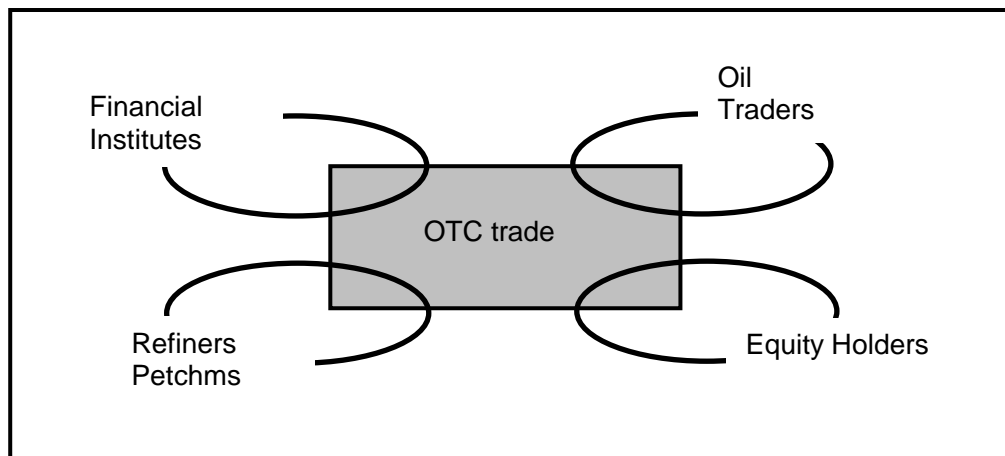 Financial
Institutes
Oil
Traders
OTC trade
Refiners
Petchms
Equity Holders